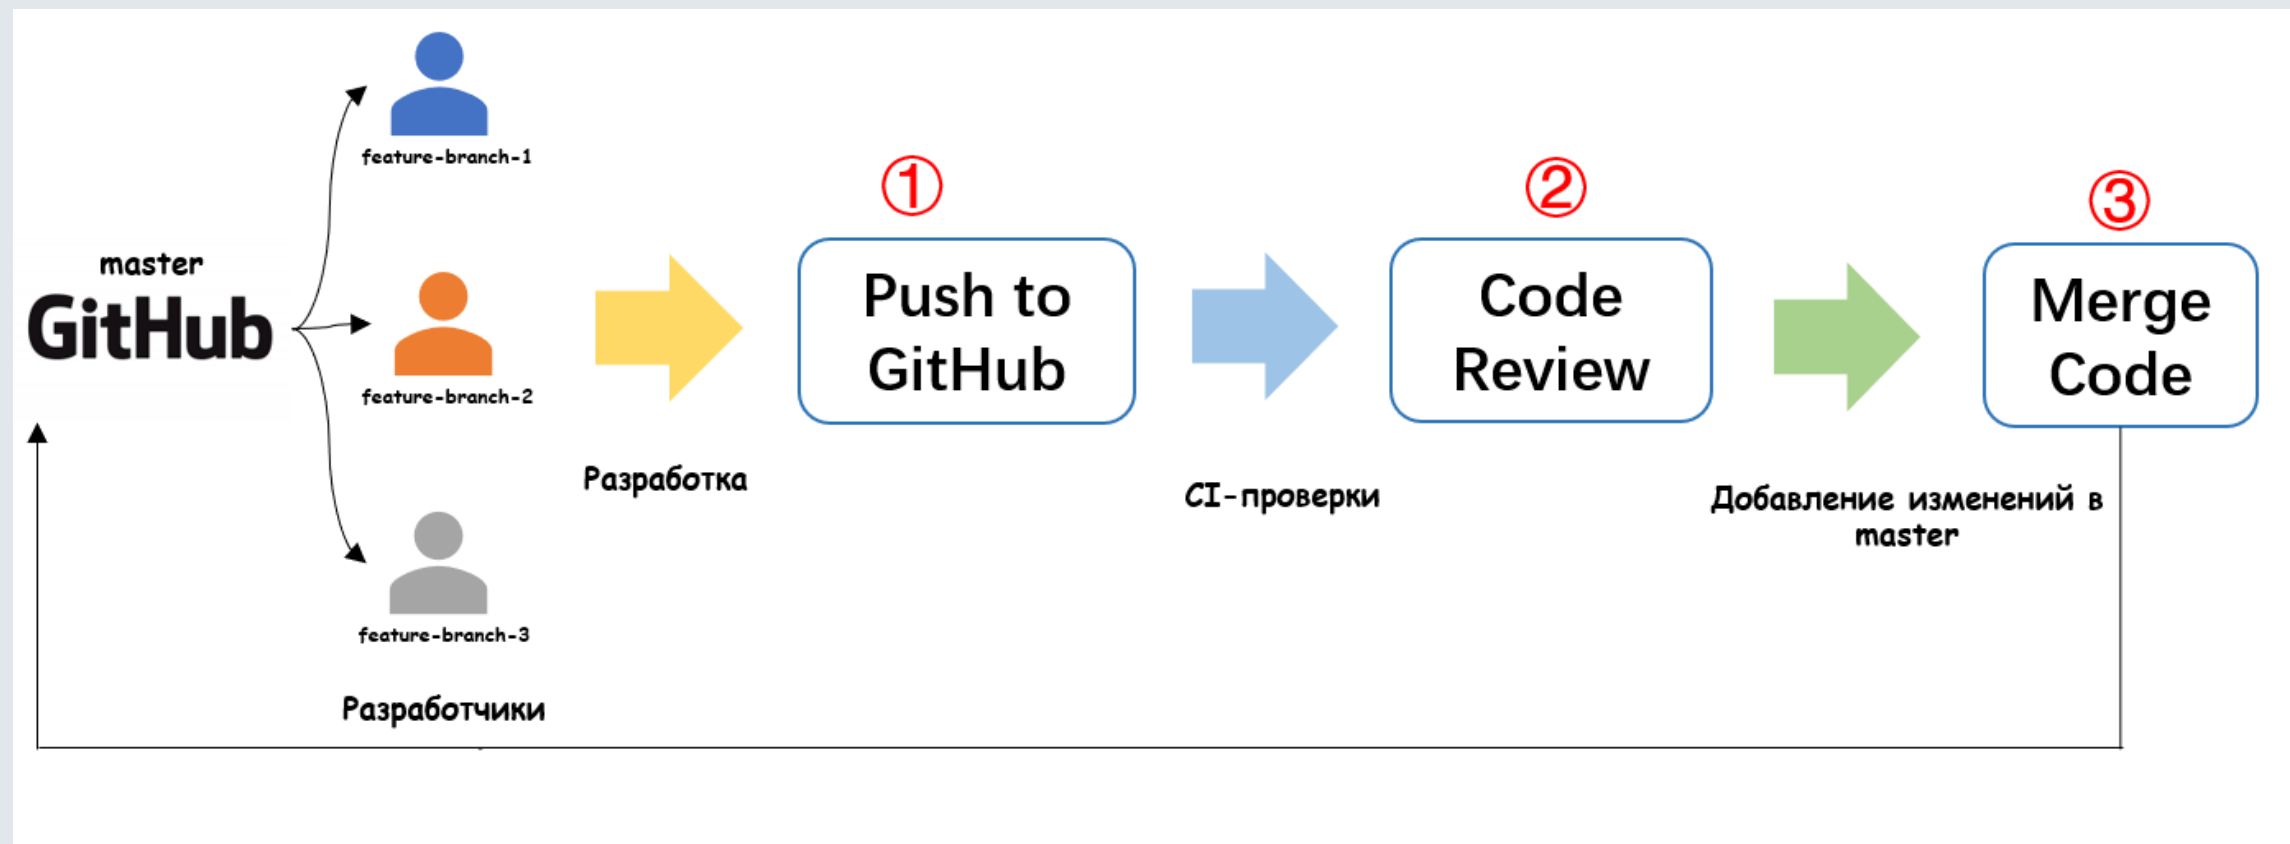 master
GitHub
feature-branch-1
feature-branch-2
feature-branch-3
Разработчики
Разработка
①
Push to
GitHub
CI-проверки
②
Code
Review
Добавление изменений в
master
③
Merge
Code